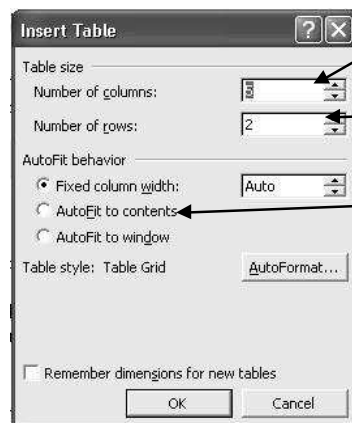 Insert Table
Table size
Number of columns:
Number of rows: 2
AutoFit behavior
Fixed column width: Auto
AutoFit to contents
AutoFit to window
Table style: Table Grid AutoFormat...
Remember dimensions for new tables
OK Cancel